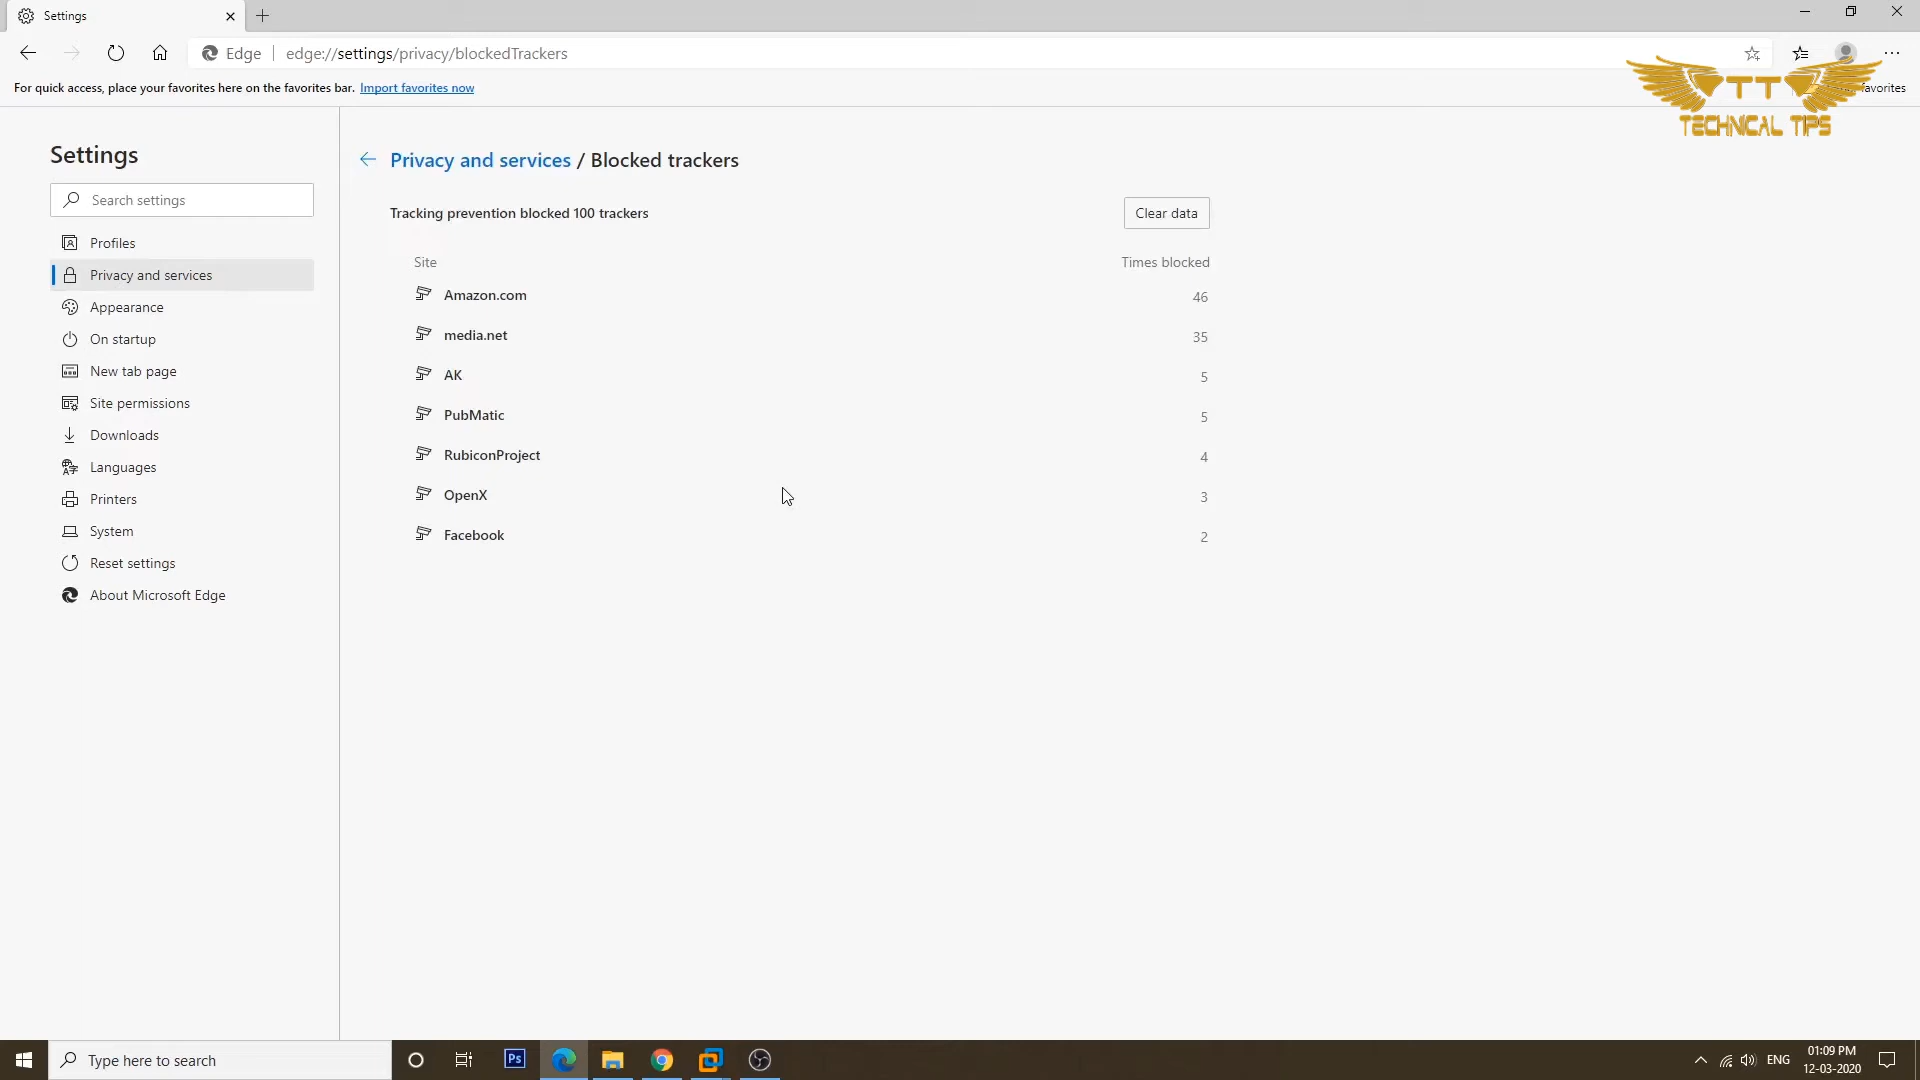 Settings
Edge
edge://settings/privacy/blockedTrackers
For quick access, place your favorites here on the favorites bar. Import favorites now
favorites
TT
TECHNICAL TIPS
Settings
Search settings
Profiles
Privacy and services
Appearance
On startup
New tab page
Site permissions
Downloads
Languages
Printers
System
Reset settings
About Microsoft Edge
Privacy and services / Blocked trackers
Tracking prevention blocked 100 trackers
Clear data
Site Times blocked
Amazon.com 46
media.net 35
AK 5
PubMatic 5
RubiconProject 4
OpenX 3
Facebook 2
Type here to search
Ps
ENG
01:09 PM
12-03-2020